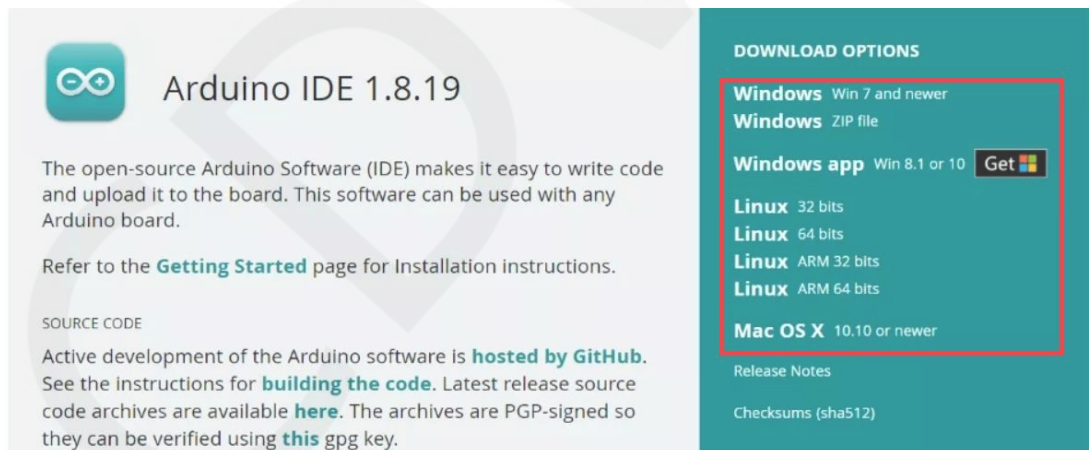 Arduino IDE 1.8.19
The open-source Arduino Software (IDE) makes it easy to write code
and upload it to the board. This software can be used with any
Arduino board.
Refer to the Getting Started page for Installation instructions.
SOURCE CODE
Active development of the Arduino software is hosted by GitHub.
See the instructions for building the code. Latest release source
code archives are available here. The archives are PGP-signed so
they can be verified using this gpg key.
DOWNLOAD OPTIONS
Windows Win 7 and newer
Windows ZIP file
Windows app Win 8.1 or 10 Get
Linux 32 bits
Linux 64 bits
Linux ARM 32 bits
Linux ARM 64 bits
Mac OS X 10.10 or newer
Release Notes
Checksums (sha512)